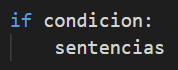 if condicion:
    sentencias